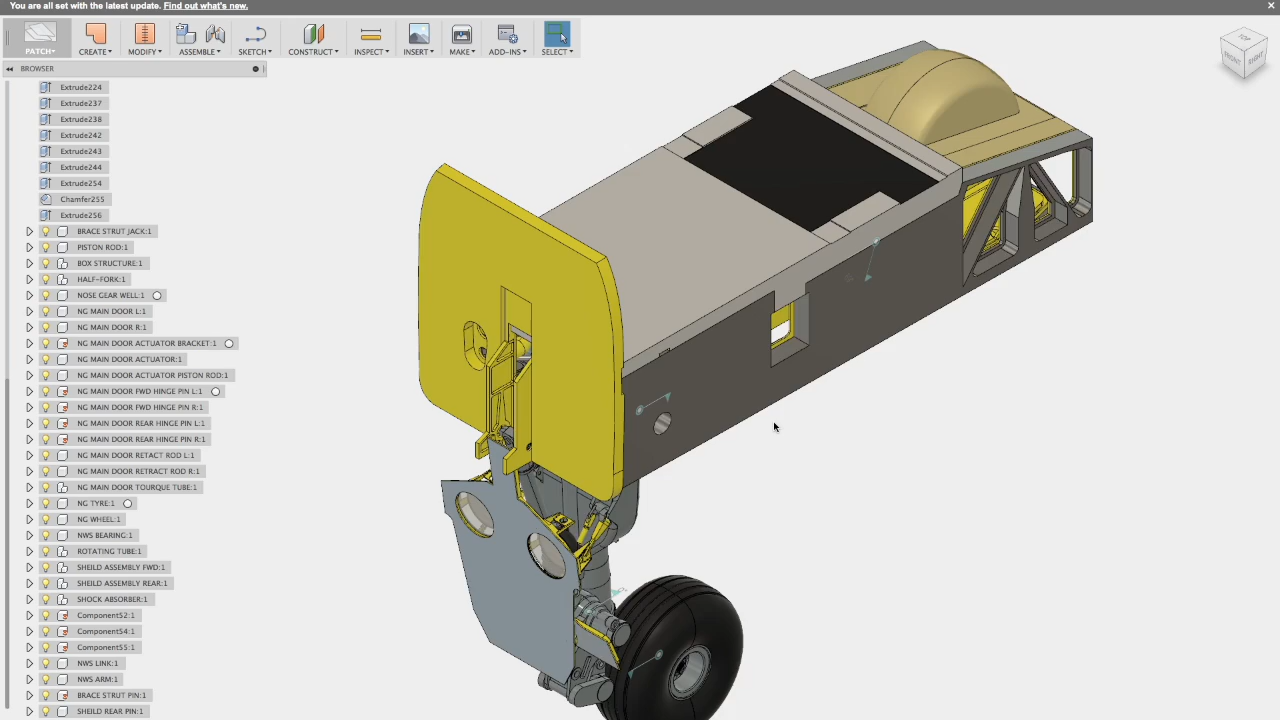 You are all set with the latest update. Find out what's new.
PATCH
CREATE
MODIFY
ASSEMBLE
SKETCH
CONSTRUCT
INSPECT
INSERT
MAKE
ADD-INS
SELECT
TOP
FRONT
RIGHT
BROWSER
Extrude224
Extrude237
Extrude238
Extrude242
Extrude243
Extrude244
Extrude254
Chamfer255
Extrude256
BRACE STRUT JACK:1
PISTON ROD:1
BOX STRUCTURE:1
HALF-FORK:1
NOSE GEAR WELL:1
NG MAIN DOOR L:1
NG MAIN DOOR R:1
NG MAIN DOOR ACTUATOR BRACKET:1
NG MAIN DOOR ACTUATOR:1
NG MAIN DOOR ACTUATOR PISTON ROD:1
NG MAIN DOOR FWD HINGE PIN L:1
NG MAIN DOOR FWD HINGE PIN R:1
NG MAIN DOOR REAR HINGE PIN L:1
NG MAIN DOOR REAR HINGE PIN R:1
NG MAIN DOOR RETACT ROD L:1
NG MAIN DOOR RETRACT ROD R:1
NG MAIN DOOR TOURQUE TUBE:1
NG TYRE:1
NG WHEEL:1
NWS BEARING:1
ROTATING TUBE:1
SHEILD ASSEMBLY FWD:1
SHEILD ASSEMBLY REAR:1
SHOCK ABSORBER:1
Component52:1
Component54:1
Component55:1
NWS LINK:1
NWS ARM:1
BRACE STRUT PIN:1
SHEILD REAR PIN:1